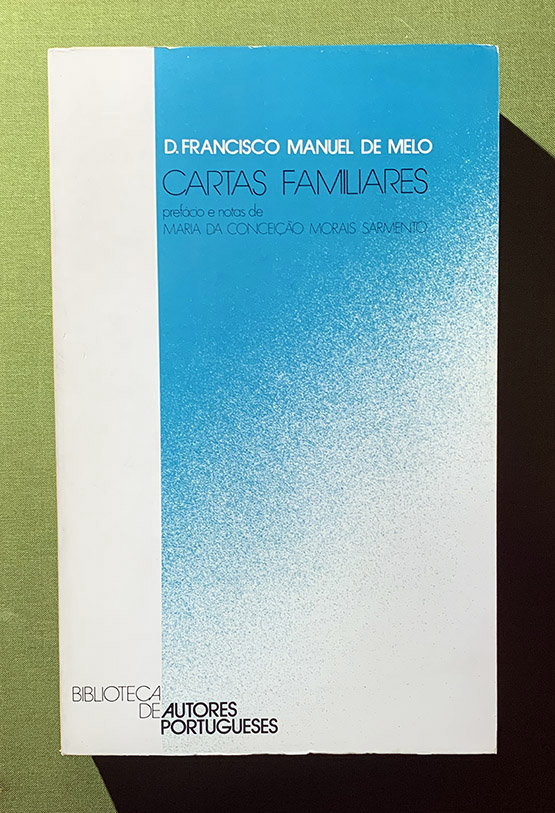 D. FRANCISCO MANUEL DE MELO
CARTAS FAMILIARES
prefácio e notas de
MARIA DA CONCEIÇÃO MORAIS SARMENTO
BIBLIOTECA
DE AUTORES
PORTUGUESES